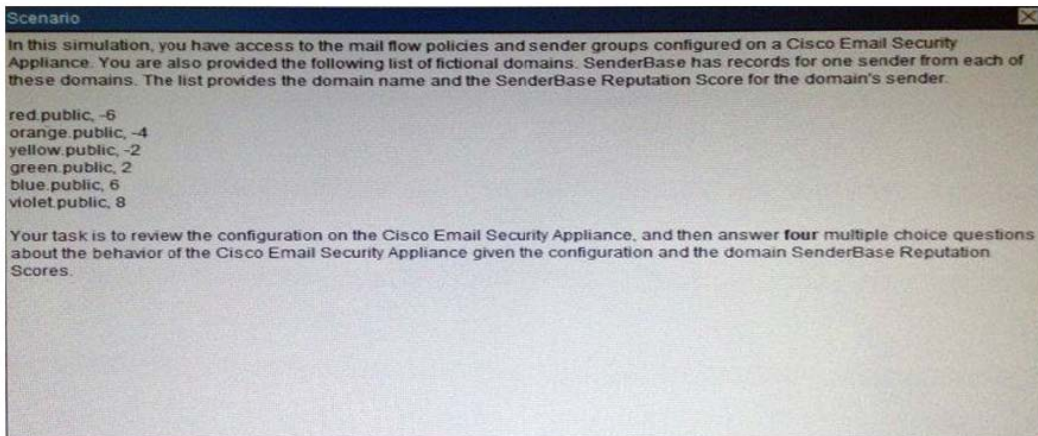 Scenario
In this simulation, you have access to the mail flow policies and sender groups configured on a Cisco Email Security
Appliance. You are also provided the following list of fictional domains. SenderBase has records for one sender from each of
these domains. The list provides the domain name and the SenderBase Reputation Score for the domain's sender.
red.public, -6
orange.public, -4
yellow.public, -2
green.public, 2
blue.public, 6
violet.public, 8
Your task is to review the configuration on the Cisco Email Security Appliance, and then answer four multiple choice questions
about the behavior of the Cisco Email Security Appliance given the configuration and the domain SenderBase Reputation
Scores.